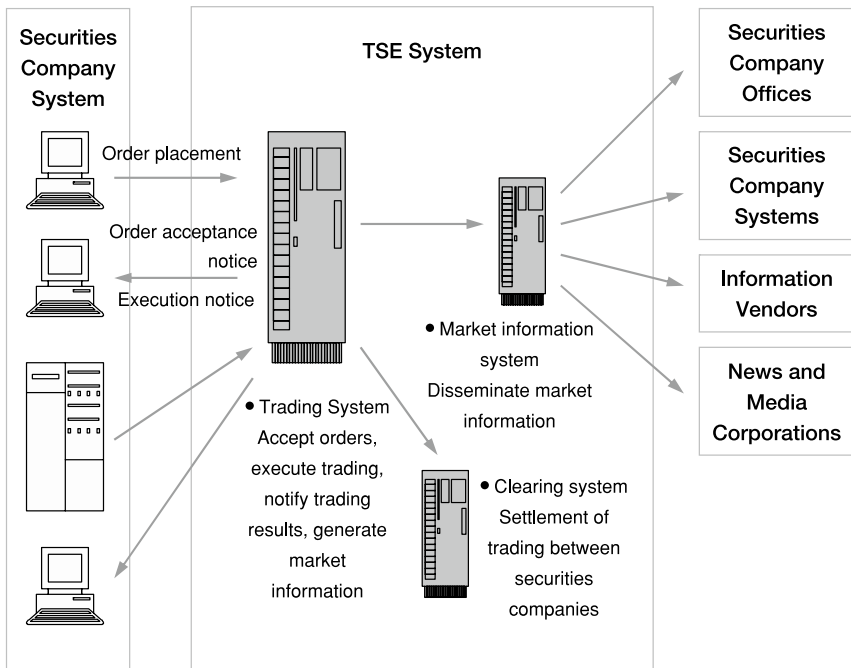 Securities
Company
System
Order placement
Order acceptance
notice
Execution notice
TSE System
• Trading System
Accept orders,
execute trading,
notify trading
results, generate
market
information
• Market information
system
Disseminate market
information
• Clearing system
Settlement of
trading between
securities
companies
Securities
Company
Offices
Securities
Company
Systems
Information
Vendors
News and
Media
Corporations